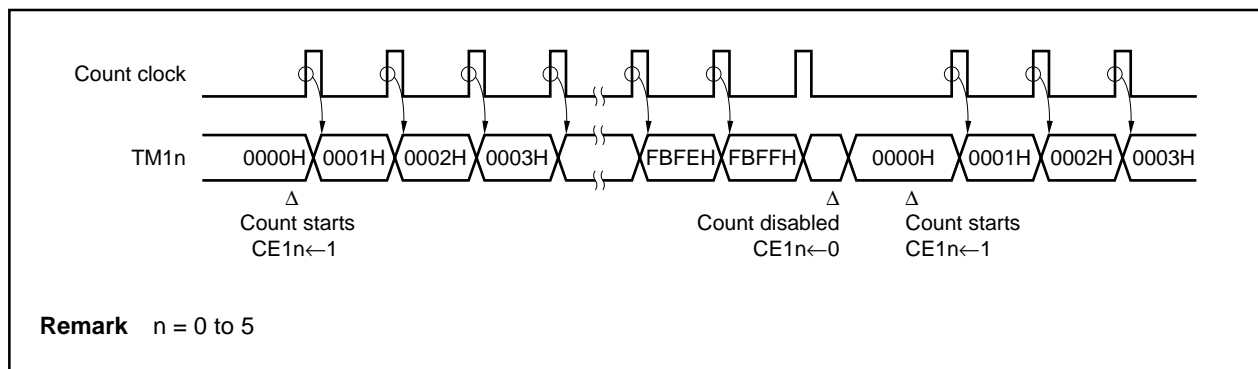 Count clock
TM1n 0000H 0001H 0002H 0003H FBFEH FBFFH 0000H 0001H 0002H 0003H
Δ Δ Δ
Count starts Count disabled Count starts
CE1n←1 CE1n←0 CE1n←1
Remark n = 0 to 5